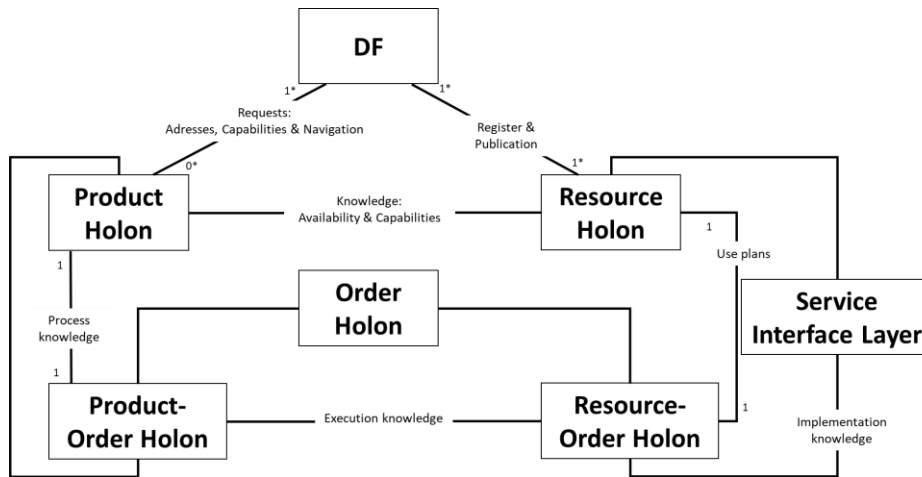 DF
1*
1*
Requests:
Adresses, Capabilities & Navigation
Register &
Publication
0*
1*
Product
Holon
Knowledge:
Availability & Capabilities
Resource
Holon
1
1
Use plans
Order
Holon
Service
Interface Layer
Process
knowledge
1
Product-
Order Holon
Execution knowledge
Resource-
Order Holon
1
Implementation
knowledge